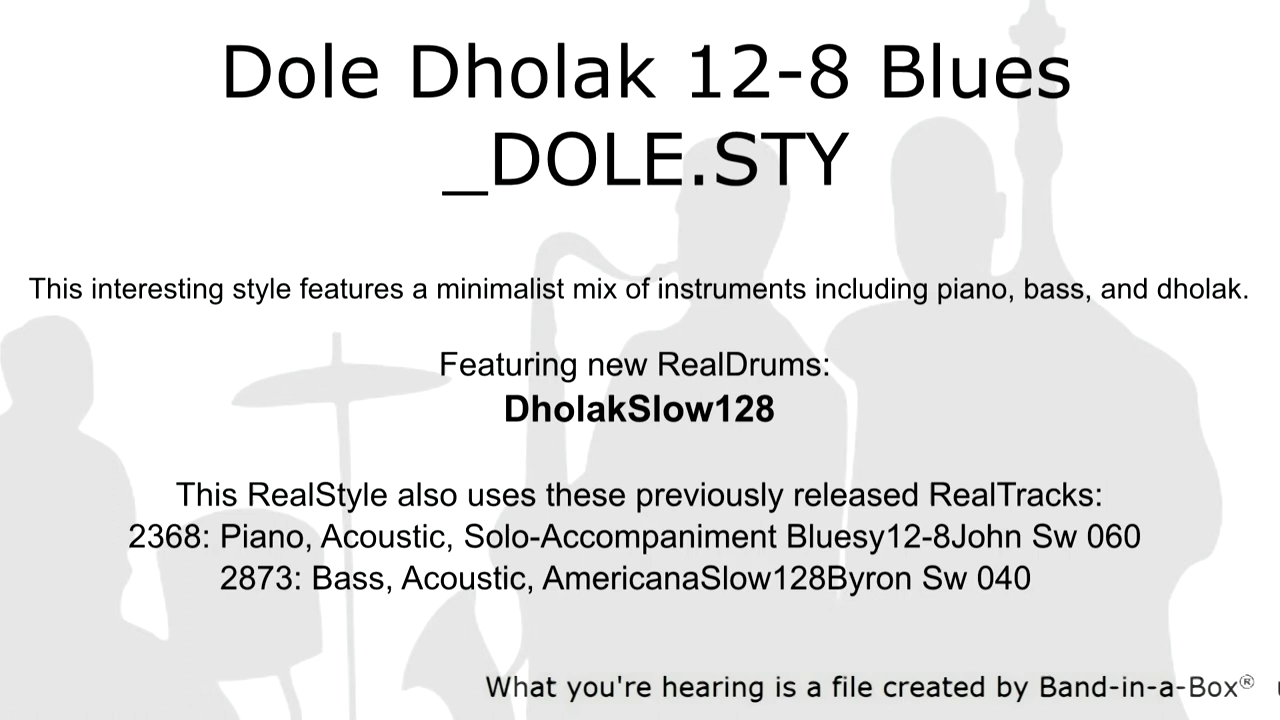 Dole Dholak 12-8 Blues
_DOLE.STY
This interesting style features a minimalist mix of instruments including piano, bass, and dholak.
Featuring new RealDrums:
DholakSlow128
This RealStyle also uses these previously released RealTracks:
2368: Piano, Acoustic, Solo-Accompaniment Bluesy12-8John Sw 060
2873: Bass, Acoustic, AmericanaSlow128Byron Sw 040
What you're hearing is a file created by Band-in-a-Box®